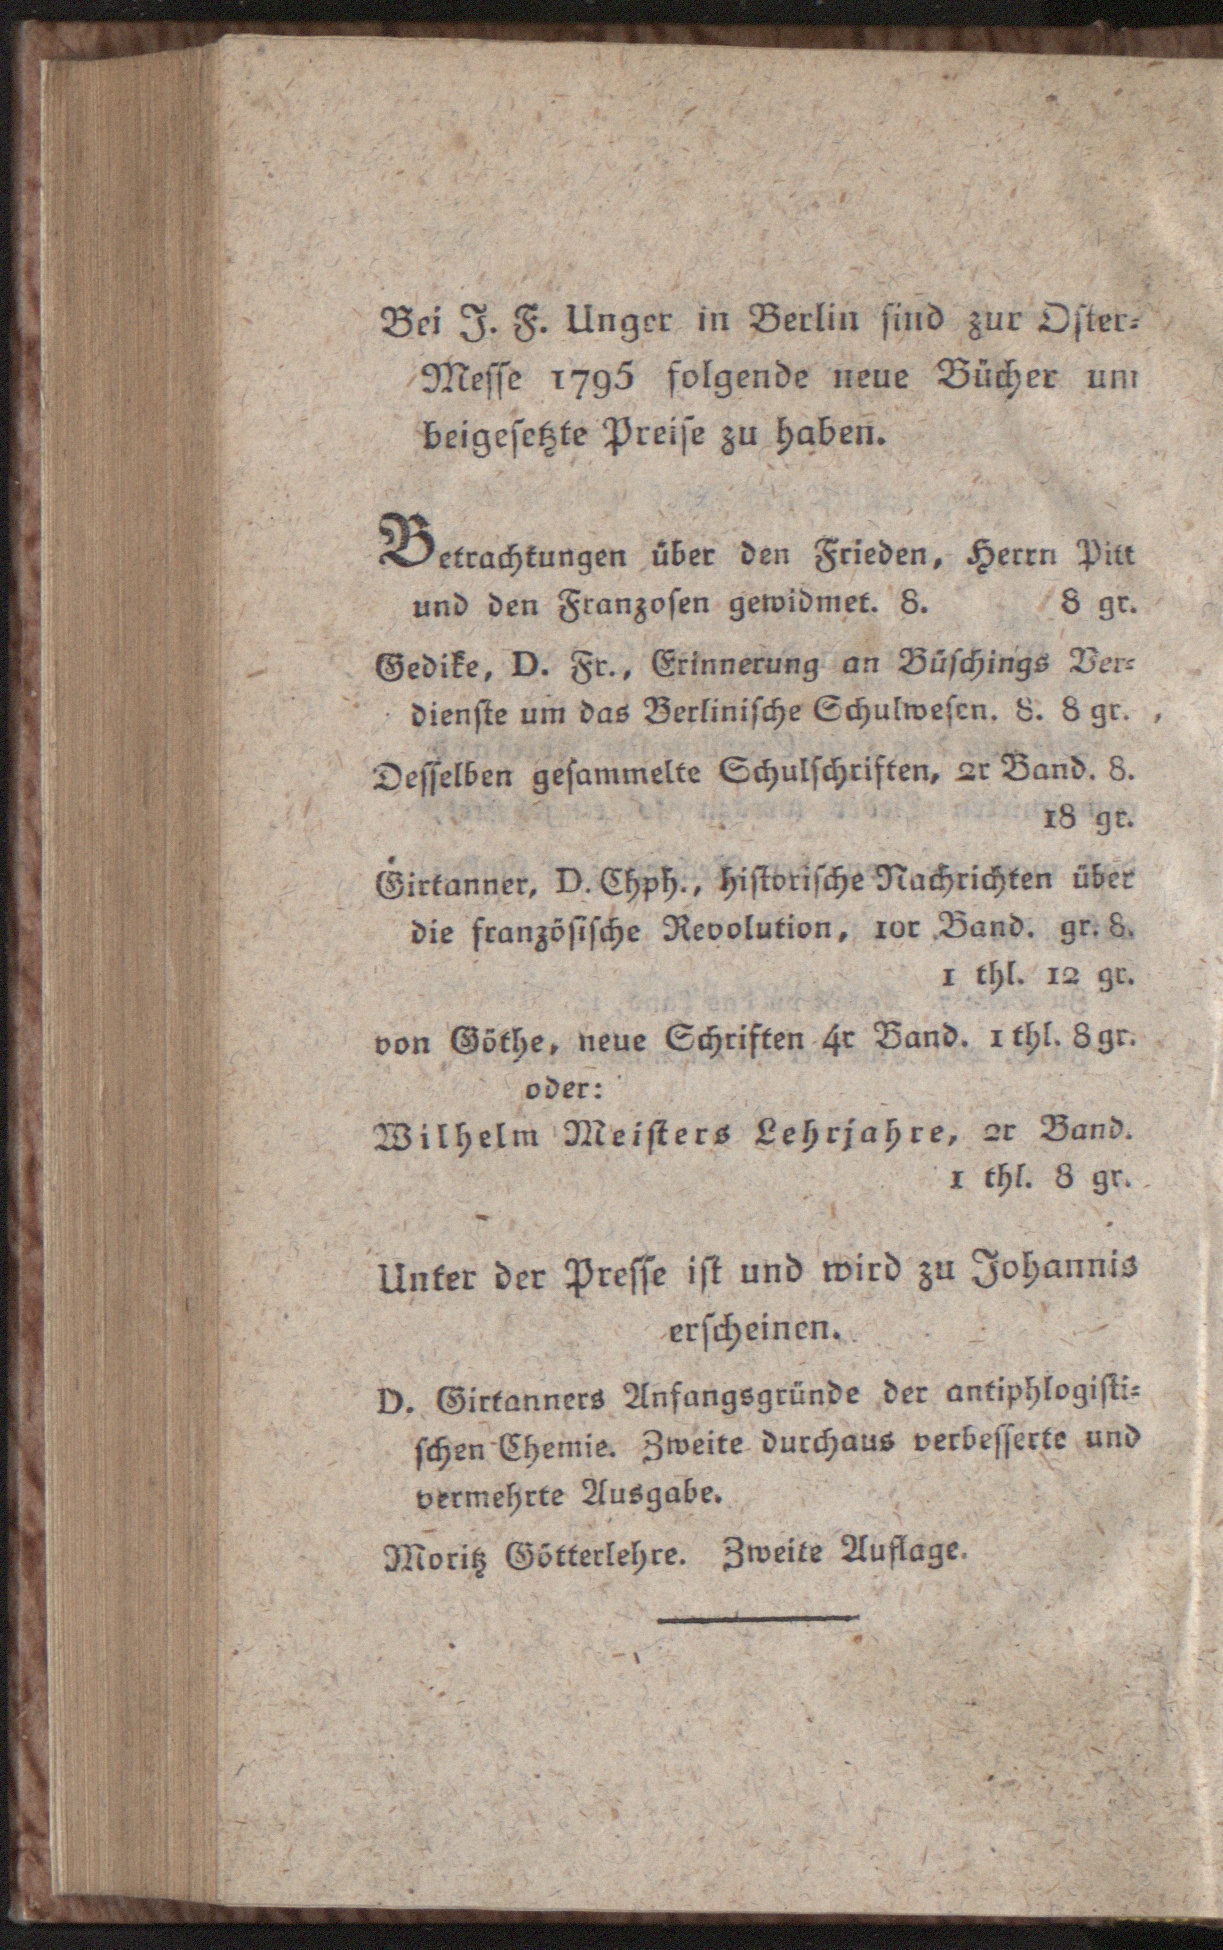 Bei J. F. Unger in Berlin sind zur Oster-
Messe 1795 folgende neue Bücher um
beigesetzte Preise zu haben.
Betrachtungen über den Frieden, Herrn Pitt
und den Franzosen gewidmet. 8. 8 gr.
Gedike, D. Fr., Erinnerung an Büschings Ver-
dienste um das Berlinische Schulwesen. 8. 8 gr.
Desselben gesammelte Schulschriften, 2r Band. 8.
18 gr.
Girtanner, D. Chph., historische Nachrichten über
die französische Revolution, 10r Band. gr. 8.
1 thl. 12 gr.
von Göthe, neue Schriften 4r Band. 1 thl. 8 gr.
oder:
Wilhelm Meisters Lehrjahre, 2r Band.
1 thl. 8 gr.
Unter der Presse ist und wird zu Johannis
erscheinen.
D. Girtanners Anfangsgründe der antiphlogisti-
schen Chemie. Zweite durchaus verbesserte und
vermehrte Ausgabe.
Moritz Götterlehre. Zweite Auflage.